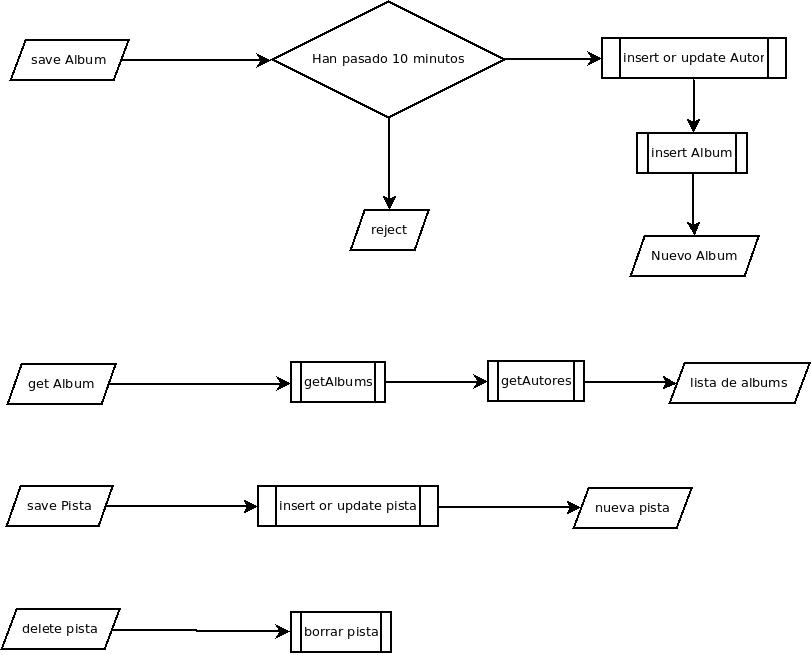 save Album
Han pasado 10 minutos
insert or update Autor
insert Album
reject
Nuevo Album
get Album
getAlbums
getAutores
lista de albums
save Pista
insert or update pista
nueva pista
delete pista
borrar pista